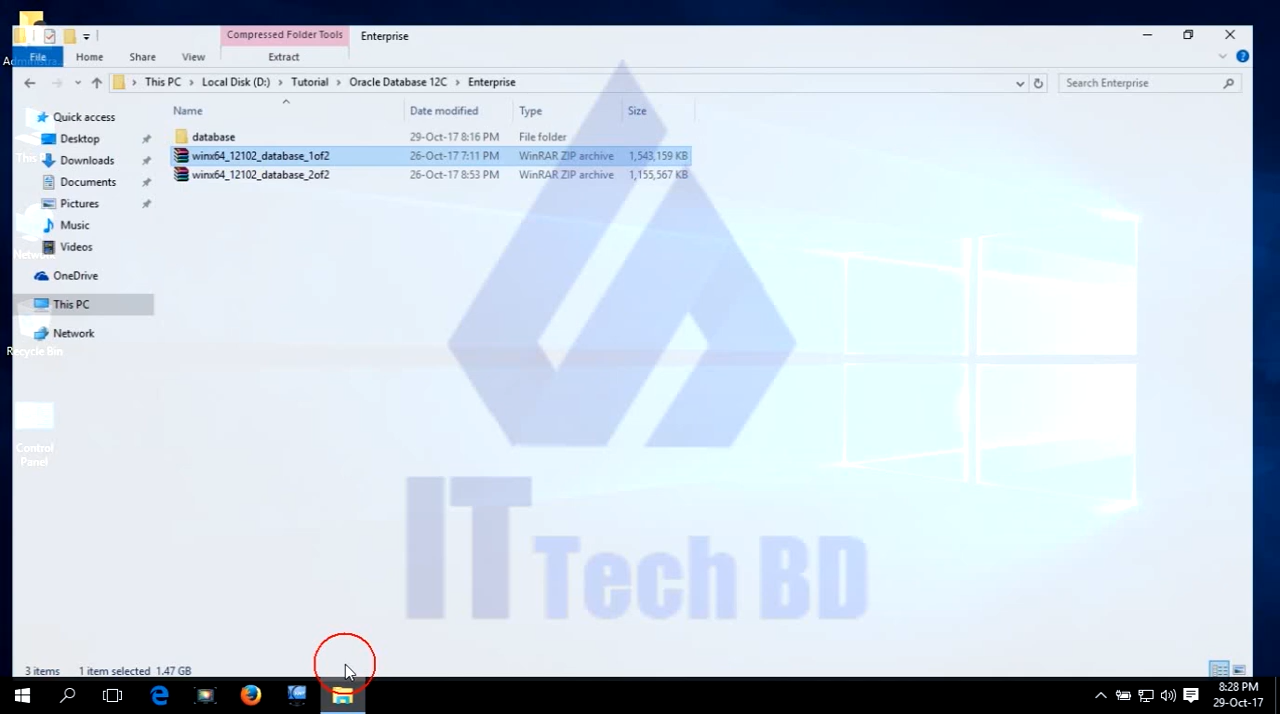 Compressed Folder Tools
Enterprise
File
Home
Share
View
Extract
This PC
Local Disk (D:)
Tutorial
Oracle Database 12C
Enterprise
Search Enterprise
Name
Date modified
Type
Size
Quick access
Desktop
Downloads
Documents
Pictures
Music
Videos
OneDrive
This PC
Network
database 29-Oct-17 8:16 PM File folder
winx64_12102_database_1of2 26-Oct-17 7:11 PM WinRAR ZIP archive 1,543,159 KB
winx64_12102_database_2of2 26-Oct-17 8:53 PM WinRAR ZIP archive 1,155,567 KB
Recycle Bin
Control
Panel
IT
Tech BD
3 items 1 item selected 1.47 GB
8:28 PM
29-Oct-17